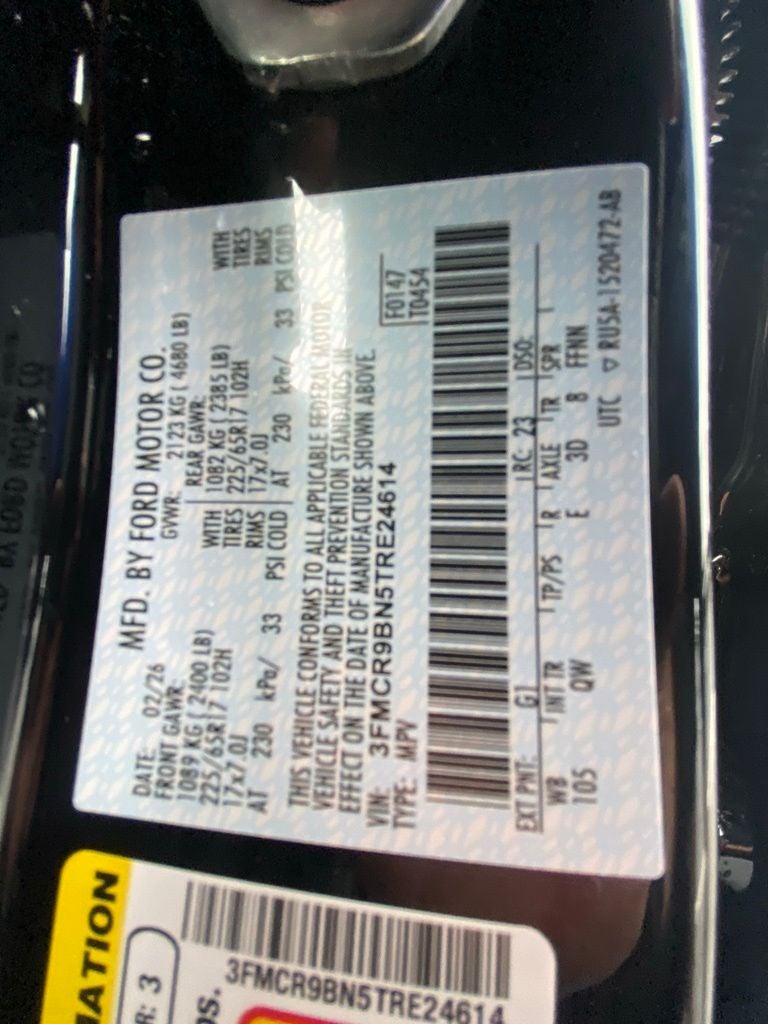 MFD. BY FORD MOTOR CO.
DATE: 02/26 GVWR: 2123 KG ( 4680 LB)
FRONT GAWR: REAR GAWR:
1089 KG ( 2400 LB) WITH 1082 KG ( 2385 LB) WITH
225/65R17 102H TIRES 225/65R17 102H TIRES
17x7.0J RIMS 17x7.0J RIMS
AT 230 kPa/ 33 PSI COLD AT 230 kPa/ 33 PSI COLD
THIS VEHICLE CONFORMS TO ALL APPLICABLE FEDERAL MOTOR
VEHICLE SAFETY AND THEFT PREVENTION STANDARDS IN
EFFECT ON THE DATE OF MANUFACTURE SHOWN ABOVE.
VIN: 3FMCR9BN5TRE24614 F0147
TYPE: MPV T0454
EXT PNT: G1 RC: 23 DSO:
WB INT TR TP/PS R AXLE TR SPR
105 QW E 3D 8 FFNN
UTC ▽ RU5A-1520472-AB
MATION
R: 3
OS.
3FMCR9BN5TRE24614